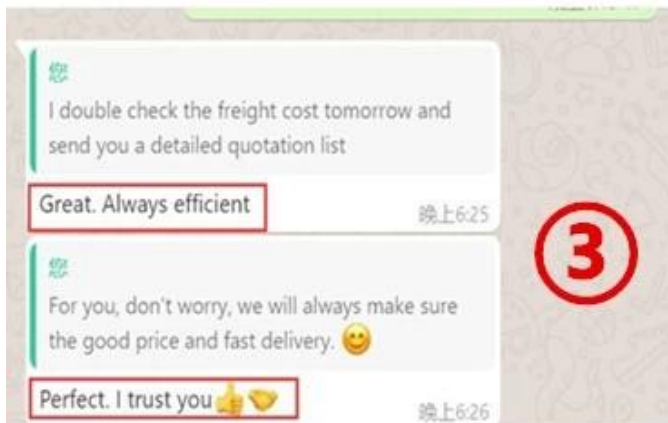 您
I double check the freight cost tomorrow and
send you a detailed quotation list
Great. Always efficient
晚上6:25
③
您
For you, don't worry, we will always make sure
the good price and fast delivery. 😊
Perfect. I trust you👍🤝
晚上6:26